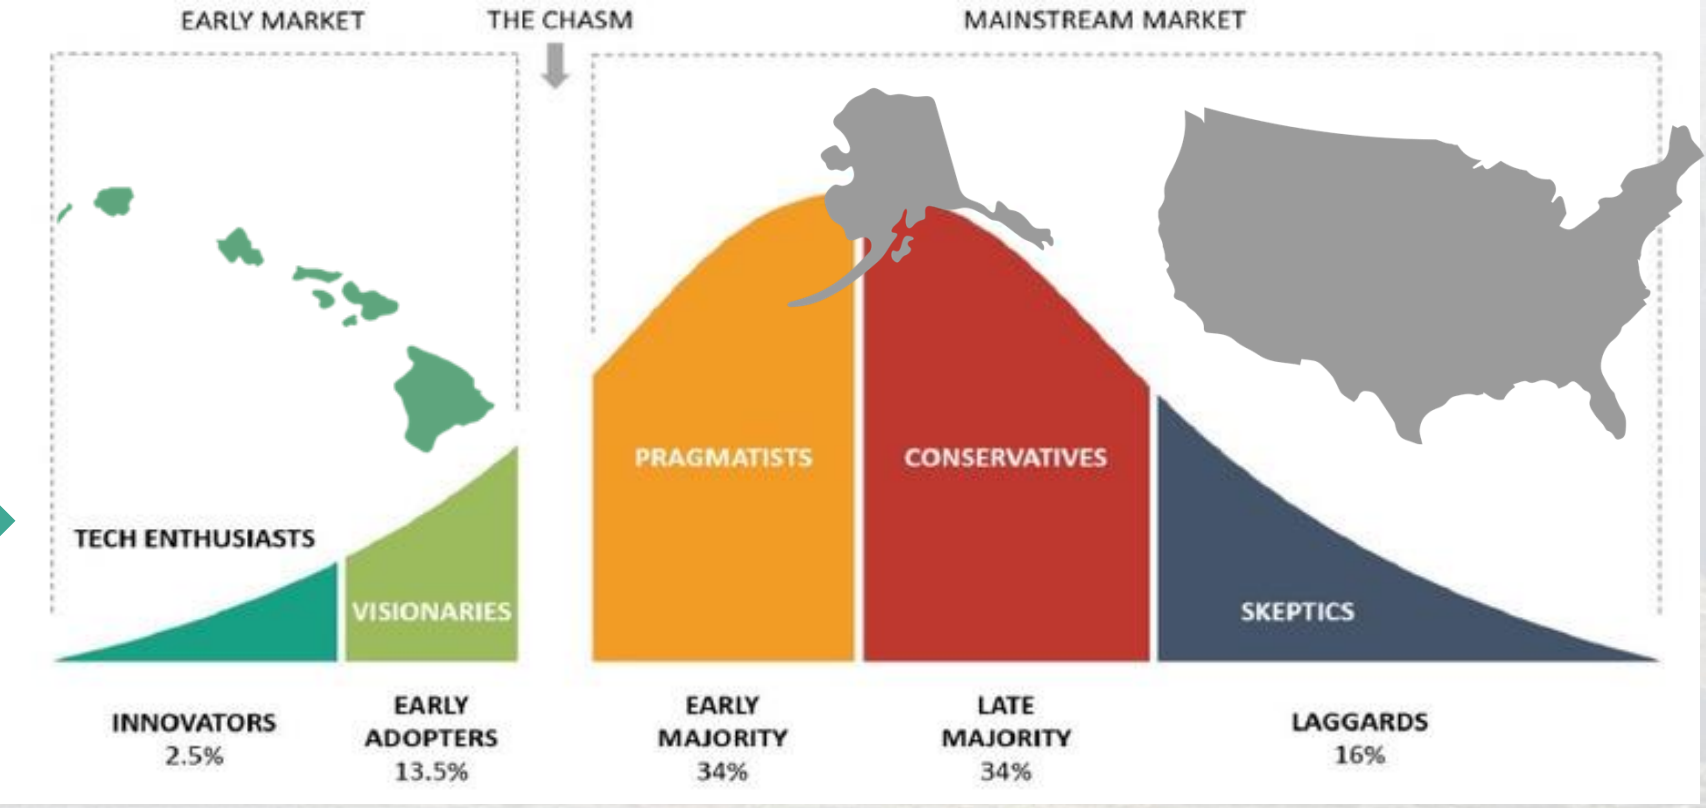 EARLY MARKET
THE CHASM
MAINSTREAM MARKET
PRAGMATISTS
CONSERVATIVES
TECH ENTHUSIASTS
VISIONARIES
SKEPTICS
INNOVATORS
2.5%
EARLY
ADOPTERS
13.5%
EARLY
MAJORITY
34%
LATE
MAJORITY
34%
LAGGARDS
16%